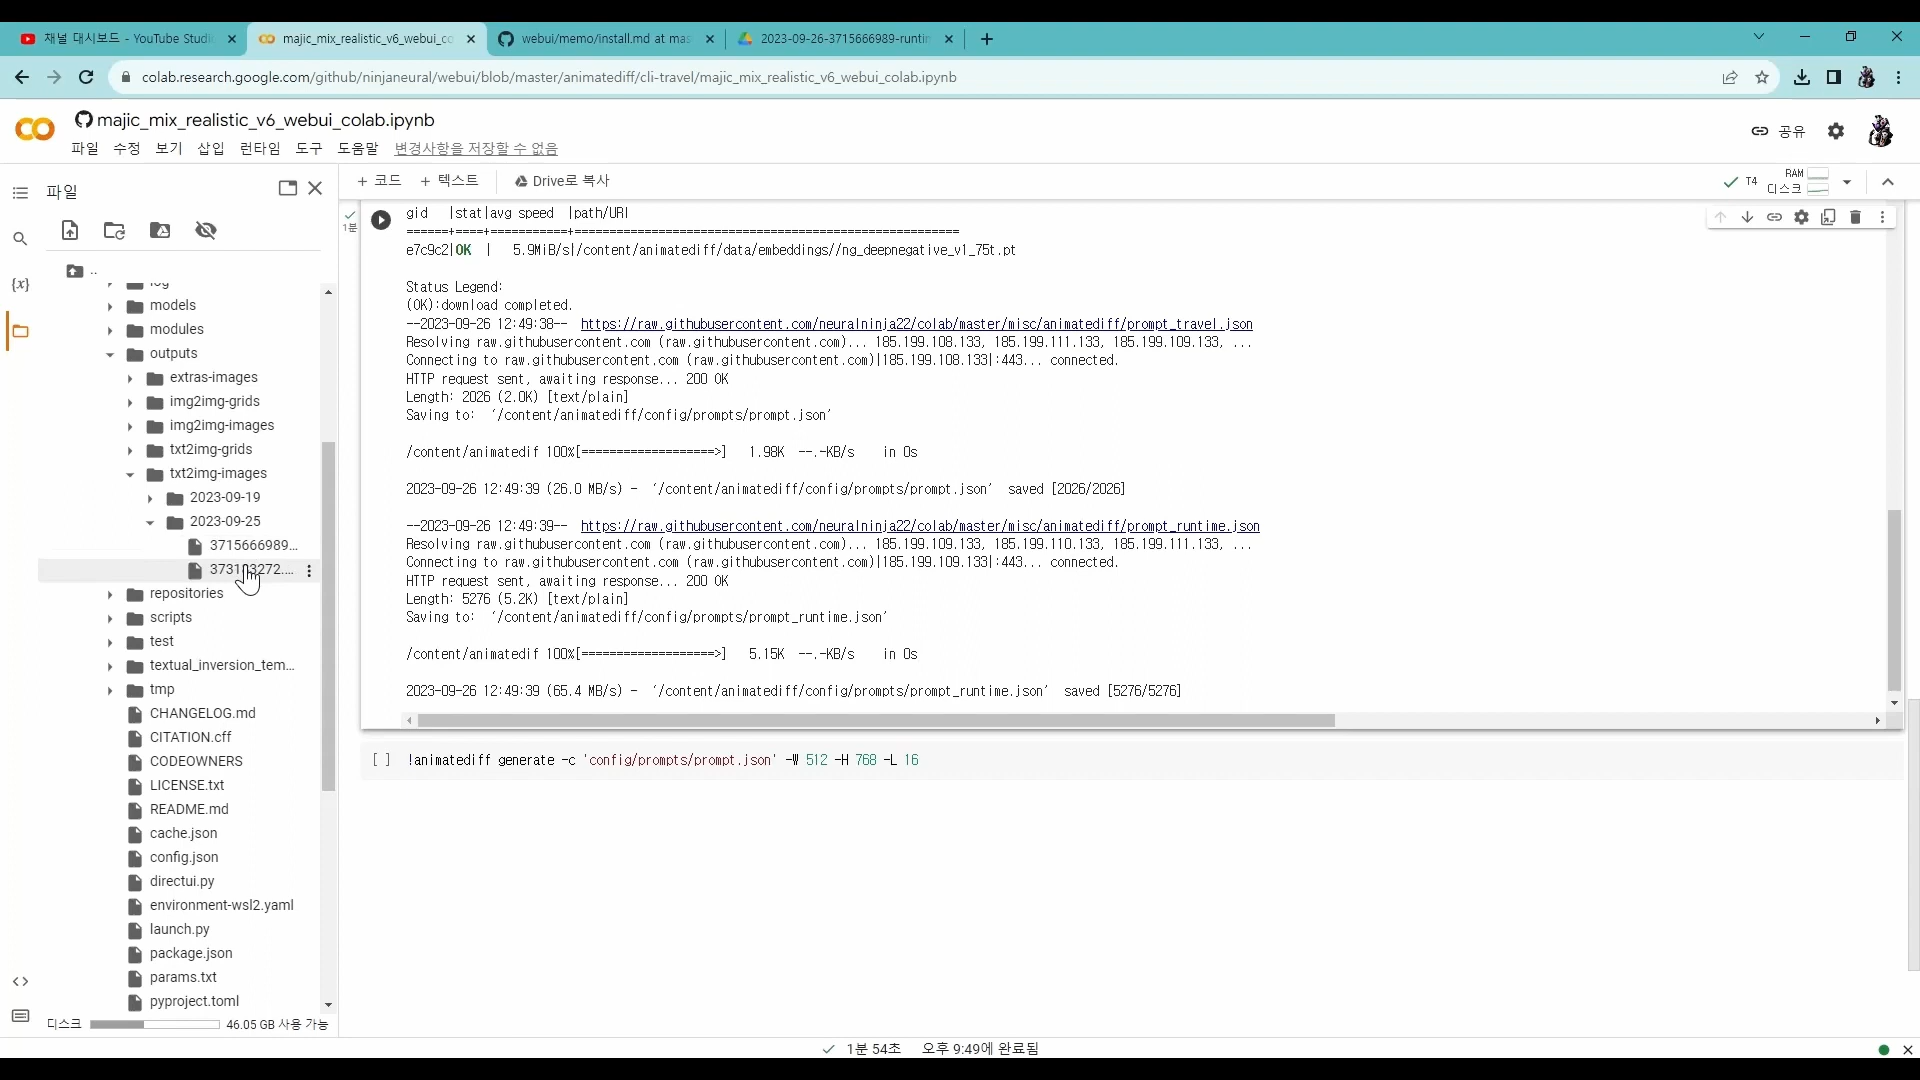 채널 대시보드 - YouTube Studi
majic_mix_realistic_v6_webui_co
webui/memo/install.md at mas
2023-09-26-3715666989-runtin
colab.research.google.com/github/ninjaneural/webui/blob/master/animatediff/cli-travel/majic_mix_realistic_v6_webui_colab.ipynb
majic_mix_realistic_v6_webui_colab.ipynb
공유
파일 수정 보기 삽입 런타임 도구 도움말 변경사항을 저장할 수 없음
파일
+ 코드 + 텍스트 Drive로 복사
T4 RAM
디스크
{x}
..
log
models
modules
outputs
extras-images
img2img-grids
img2img-images
txt2img-grids
txt2img-images
2023-09-19
2023-09-25
3715666989...
repositories
scripts
test
textual_inversion_tem...
tmp
CHANGELOG.md
CITATION.cff
CODEOWNERS
LICENSE.txt
README.md
cache.json
config.json
directui.py
environment-wsl2.yaml
launch.py
package.json
params.txt
pyproject.toml
디스크 46.05 GB 사용 가능
1분
gid   |stat|avg speed  |path/URI
======+====+===========+=======================================================
e7c9c2|OK  |   5.9MiB/s|/content/animatediff/data/embeddings//ng_deepnegative_v1_75t.pt
Status Legend:
(OK):download completed.
--2023-09-26 12:49:38--  https://raw.githubusercontent.com/neuralninja22/colab/master/misc/animatediff/prompt_travel.json
Resolving raw.githubusercontent.com (raw.githubusercontent.com)... 185.199.108.133, 185.199.111.133, 185.199.109.133, ...
Connecting to raw.githubusercontent.com (raw.githubusercontent.com)|185.199.108.133|:443... connected.
HTTP request sent, awaiting response... 200 OK
Length: 2026 (2.0K) [text/plain]
Saving to: ‘/content/animatediff/config/prompts/prompt.json’
/content/animatedif 100%[===================>]   1.98K  --.-KB/s    in 0s
2023-09-26 12:49:39 (26.0 MB/s) - ‘/content/animatediff/config/prompts/prompt.json’ saved [2026/2026]
--2023-09-26 12:49:39--  https://raw.githubusercontent.com/neuralninja22/colab/master/misc/animatediff/prompt_runtime.json
Resolving raw.githubusercontent.com (raw.githubusercontent.com)... 185.199.109.133, 185.199.110.133, 185.199.111.133, ...
Connecting to raw.githubusercontent.com (raw.githubusercontent.com)|185.199.109.133|:443... connected.
HTTP request sent, awaiting response... 200 OK
Length: 5276 (5.2K) [text/plain]
Saving to: ‘/content/animatediff/config/prompts/prompt_runtime.json’
/content/animatedif 100%[===================>]   5.15K  --.-KB/s    in 0s
2023-09-26 12:49:39 (65.4 MB/s) - ‘/content/animatediff/config/prompts/prompt_runtime.json’ saved [5276/5276]
[ ] !animatediff generate -c 'config/prompts/prompt.json' -W 512 -H 768 -L 16
1분 54초 오후 9:49에 완료됨